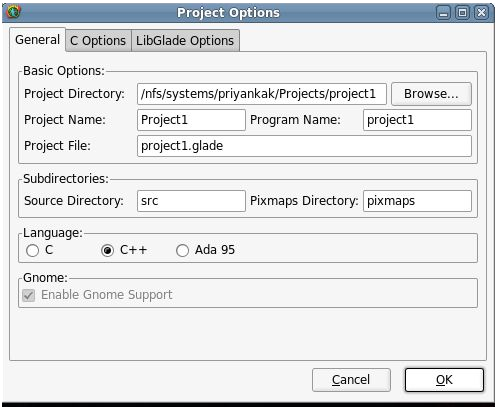 Project Options
General C Options LibGlade Options
Basic Options:
Project Directory: /nfs/systems/priyankak/Projects/project1 Browse...
Project Name: Project1 Program Name: project1
Project File: project1.glade
Subdirectories:
Source Directory: src Pixmaps Directory: pixmaps
Language:
C C++ Ada 95
Gnome:
Enable Gnome Support
Cancel OK